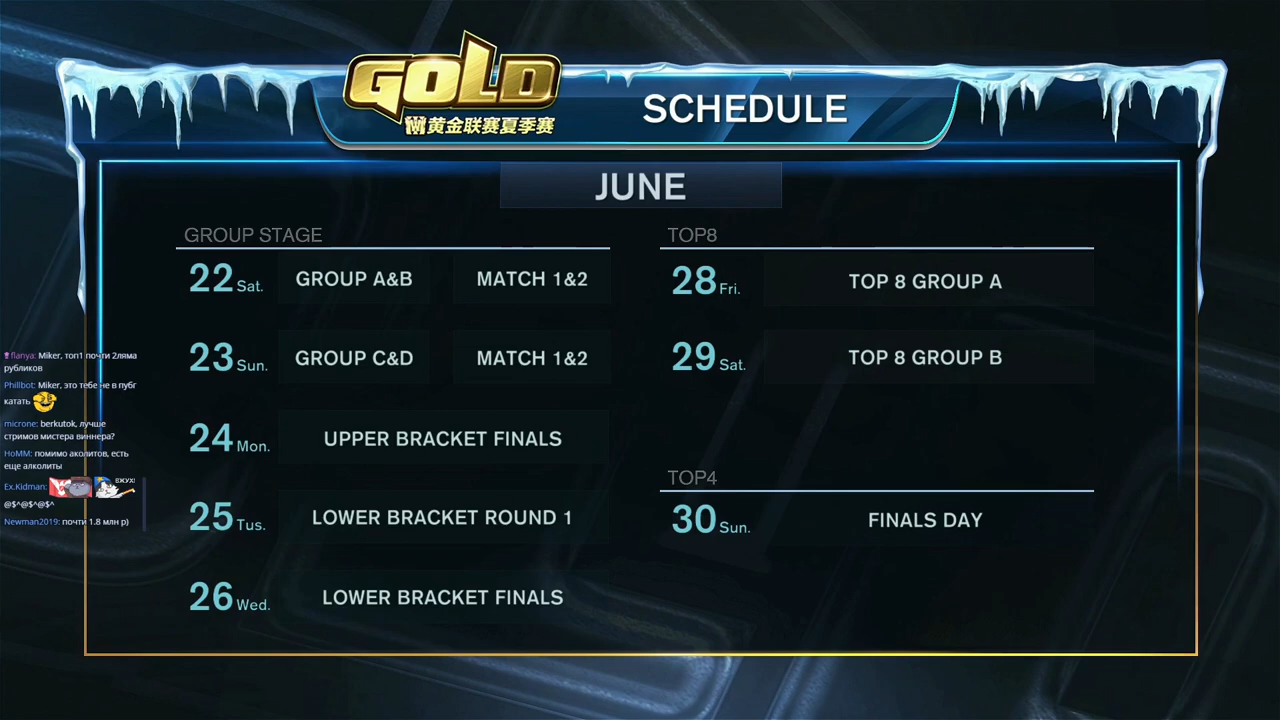 GOLD
黄金联赛夏季赛
SCHEDULE
JUNE
GROUP STAGE
22 Sat. GROUP A&B MATCH 1&2
23 Sun. GROUP C&D MATCH 1&2
24 Mon. UPPER BRACKET FINALS
25 Tus. LOWER BRACKET ROUND 1
26 Wed. LOWER BRACKET FINALS
TOP8
28 Fri. TOP 8 GROUP A
29 Sat. TOP 8 GROUP B
TOP4
30 Sun. FINALS DAY
flanya: Miker, топ1 почти 2ляма
рубликов
Phillbot: Miker, это тебе не в пубг
катать
microne: berkutok, лучше
стримов мистера виннера?
HoMM: помимо аколитов, есть
еще алколиты
Ex.Kidman: БЖУХ!
@$^@$^@$^
Newman2019: почти 1.8 млн р)